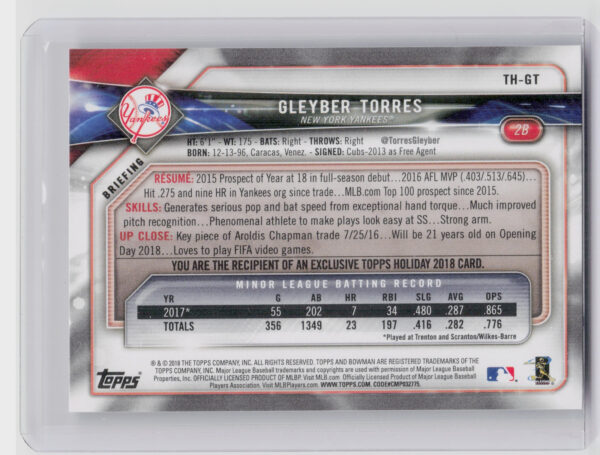 TH-GT
Yankees
GLEYBER TORRES
NEW YORK YANKEES®
2B
HT: 6'1" - WT: 175 - BATS: Right - THROWS: Right @TorresGleyber
BORN: 12-13-96, Caracas, Venez. - SIGNED: Cubs-2013 as Free Agent
BRIEFING
RESUMÉ: 2015 Prospect of Year at 18 in full-season debut...2016 AFL MVP (.403/.513/.645)...
Hit .275 and nine HR in Yankees org since trade...MLB.com Top 100 prospect since 2015.
SKILLS: Generates serious pop and bat speed from exceptional hand torque...Much improved
pitch recognition...Phenomenal athlete to make plays look easy at SS...Strong arm.
UP CLOSE: Key piece of Aroldis Chapman trade 7/25/16...Will be 21 years old on Opening
Day 2018...Loves to play FIFA video games.
YOU ARE THE RECIPIENT OF AN EXCLUSIVE TOPPS HOLIDAY 2018 CARD.
MINOR LEAGUE BATTING RECORD
YR G AB HR RBI SLG AVG OPS
2017* 55 202 7 34 .480 .287 .865
TOTALS 356 1349 23 197 .416 .282 .776
*Played at Trenton and Scranton/Wilkes-Barre
® & © 2018 THE TOPPS COMPANY, INC. ALL RIGHTS RESERVED. TOPPS AND BOWMAN ARE REGISTERED TRADEMARKS OF THE
TOPPS COMPANY, INC. Major League Baseball trademarks and copyrights are used with permission of Major League Baseball
Properties, Inc. OFFICIALLY LICENSED PRODUCT OF MLBP. Visit MLB.com Officially Licensed Product of Major League Baseball
Players Association. Visit MLBPlayers.com. WWW.TOPPS.COM. CODE#CMP032775.
Topps